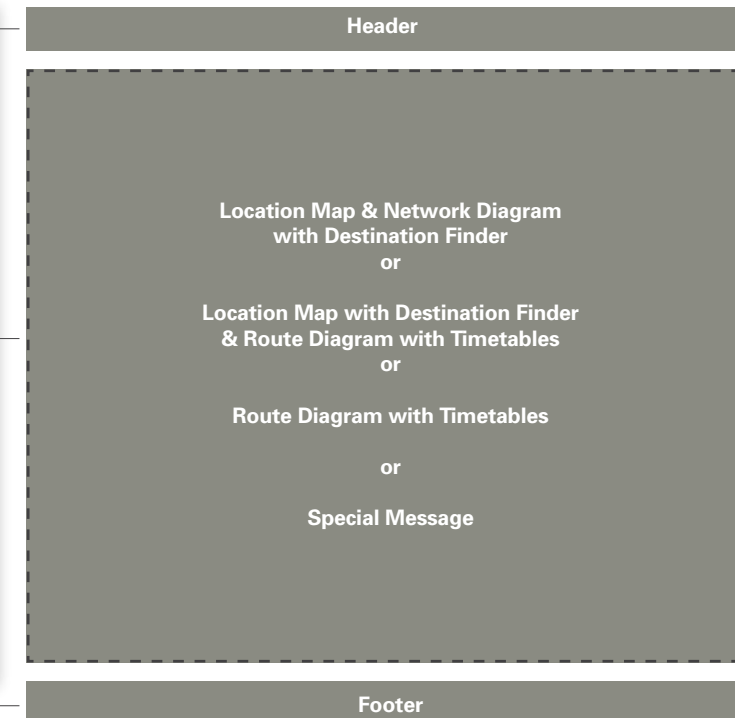 Header
Location Map & Network Diagram
with Destination Finder
or
Location Map with Destination Finder
& Route Diagram with Timetables
or
Route Diagram with Timetables
or
Special Message
Footer